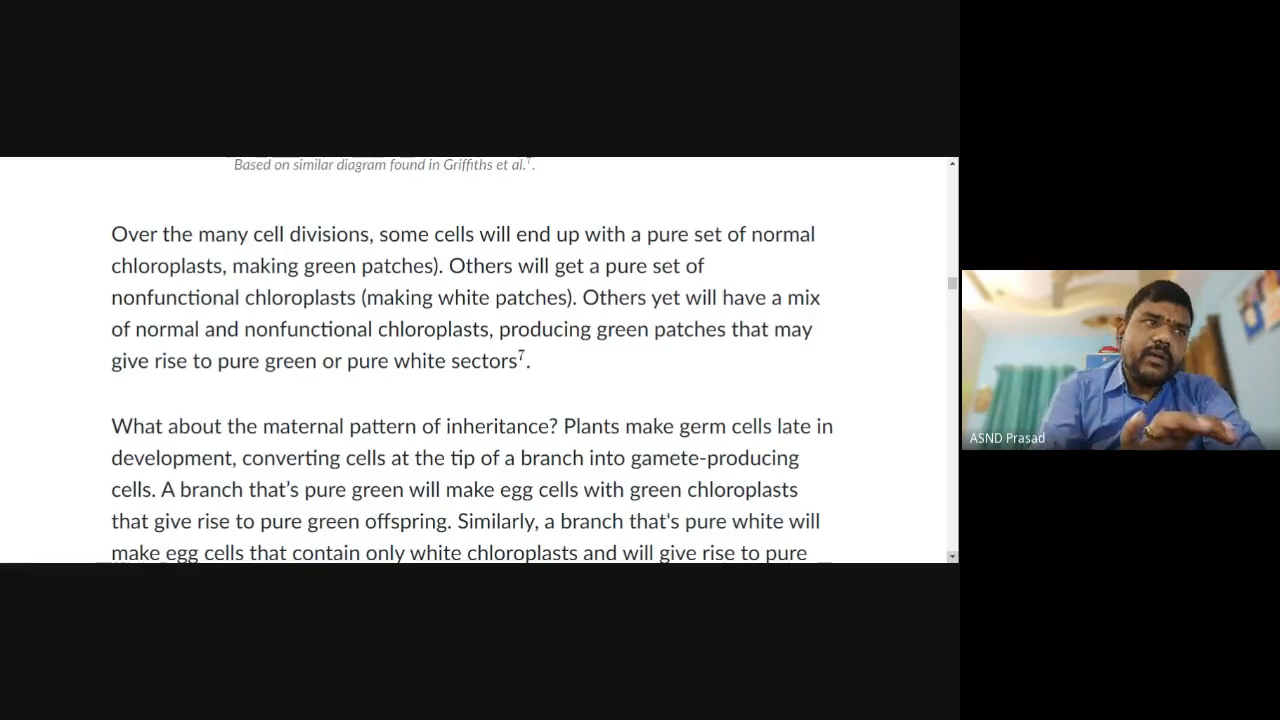 Based on similar diagram found in Griffiths et al.⁷.
Over the many cell divisions, some cells will end up with a pure set of normal
chloroplasts, making green patches). Others will get a pure set of
nonfunctional chloroplasts (making white patches). Others yet will have a mix
of normal and nonfunctional chloroplasts, producing green patches that may
give rise to pure green or pure white sectors⁷.
What about the maternal pattern of inheritance? Plants make germ cells late in
development, converting cells at the tip of a branch into gamete-producing
cells. A branch that’s pure green will make egg cells with green chloroplasts
that give rise to pure green offspring. Similarly, a branch that's pure white will
make egg cells that contain only white chloroplasts and will give rise to pure
ASND Prasad